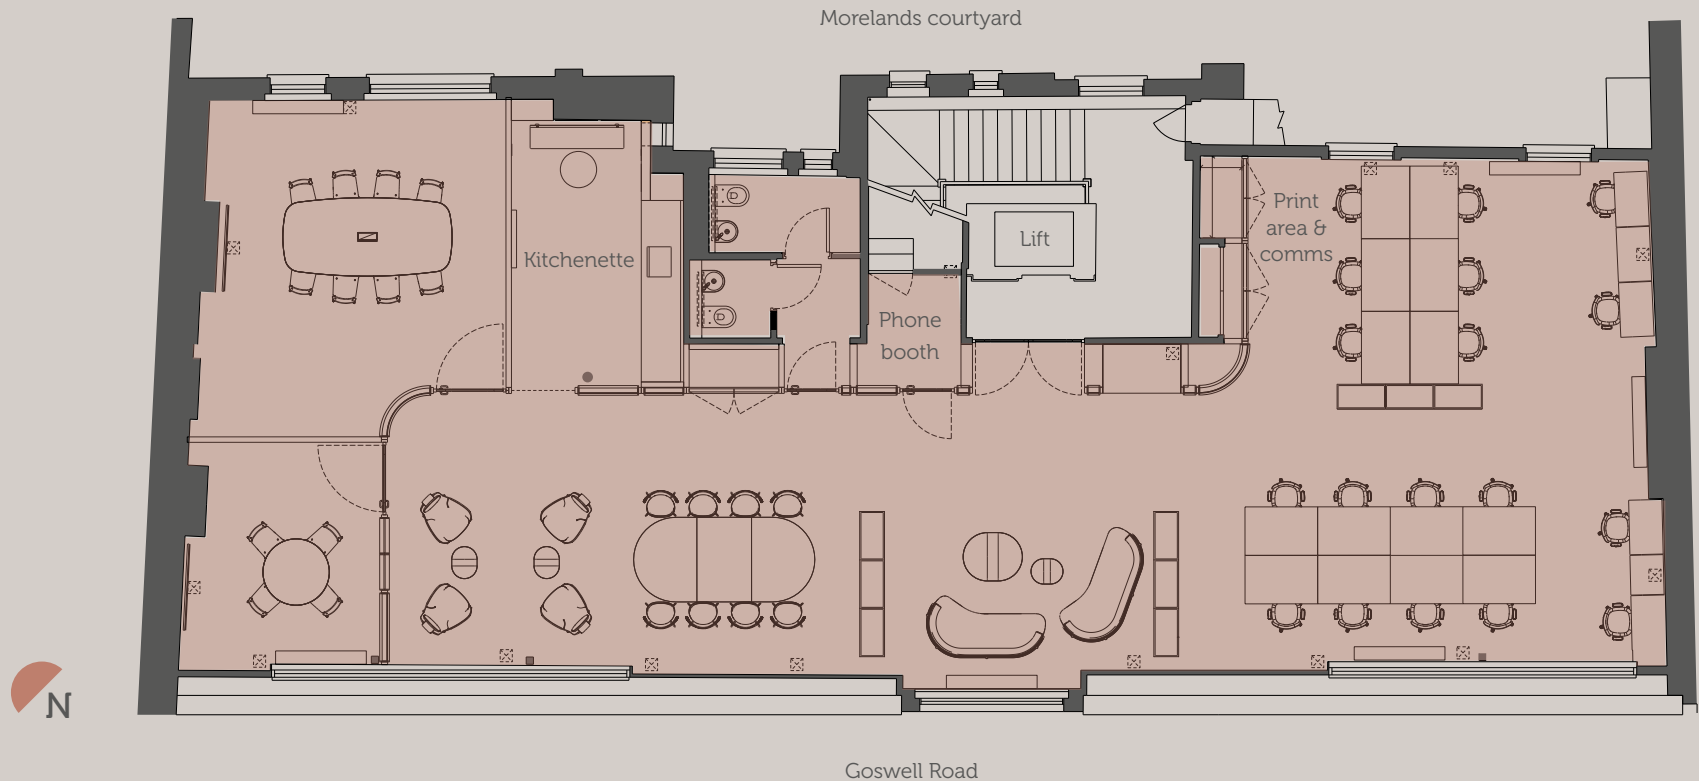 Morelands courtyard
Print
area &
comms
Lift
Kitchenette
Phone
booth
N
Goswell Road